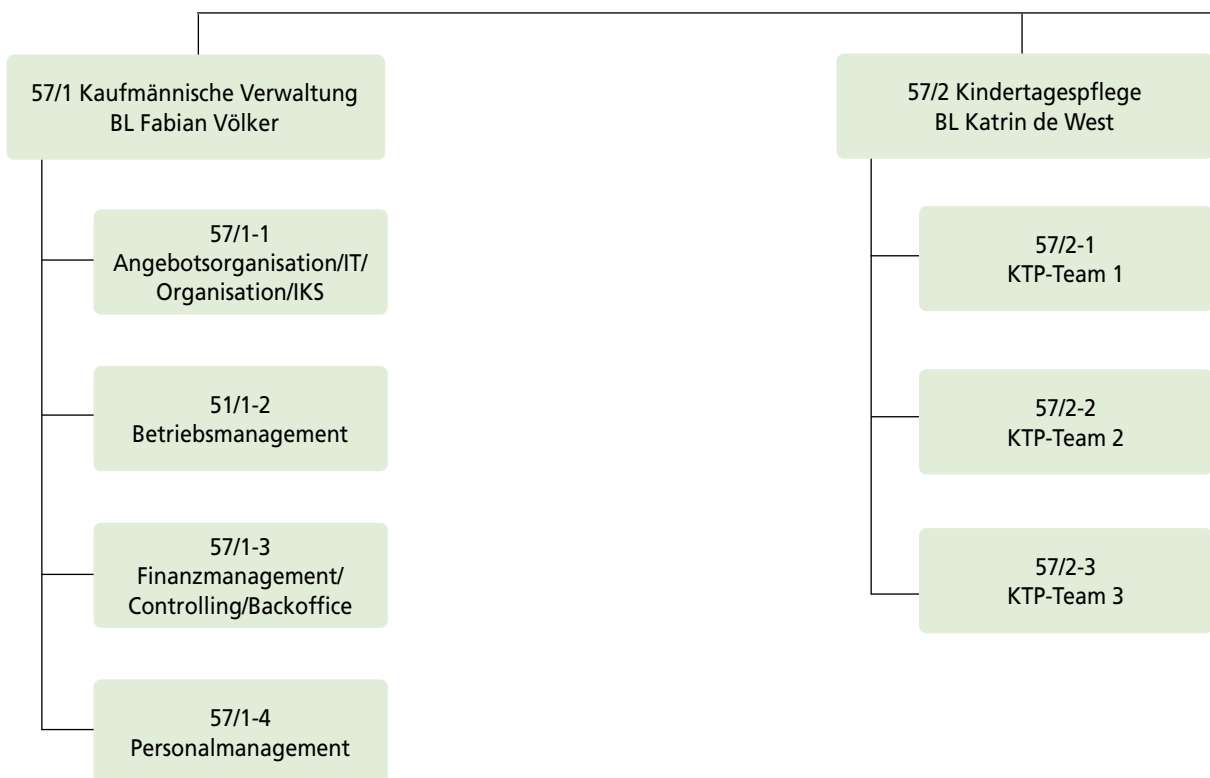 57/1 Kaufmännische Verwaltung
BL Fabian Völker
57/1-1
Angebotsorganisation/IT/
Organisation/IKS
51/1-2
Betriebsmanagement
57/1-3
Finanzmanagement/
Controlling/Backoffice
57/1-4
Personalmanagement
57/2 Kindertagespflege
BL Katrin de West
57/2-1
KTP-Team 1
57/2-2
KTP-Team 2
57/2-3
KTP-Team 3